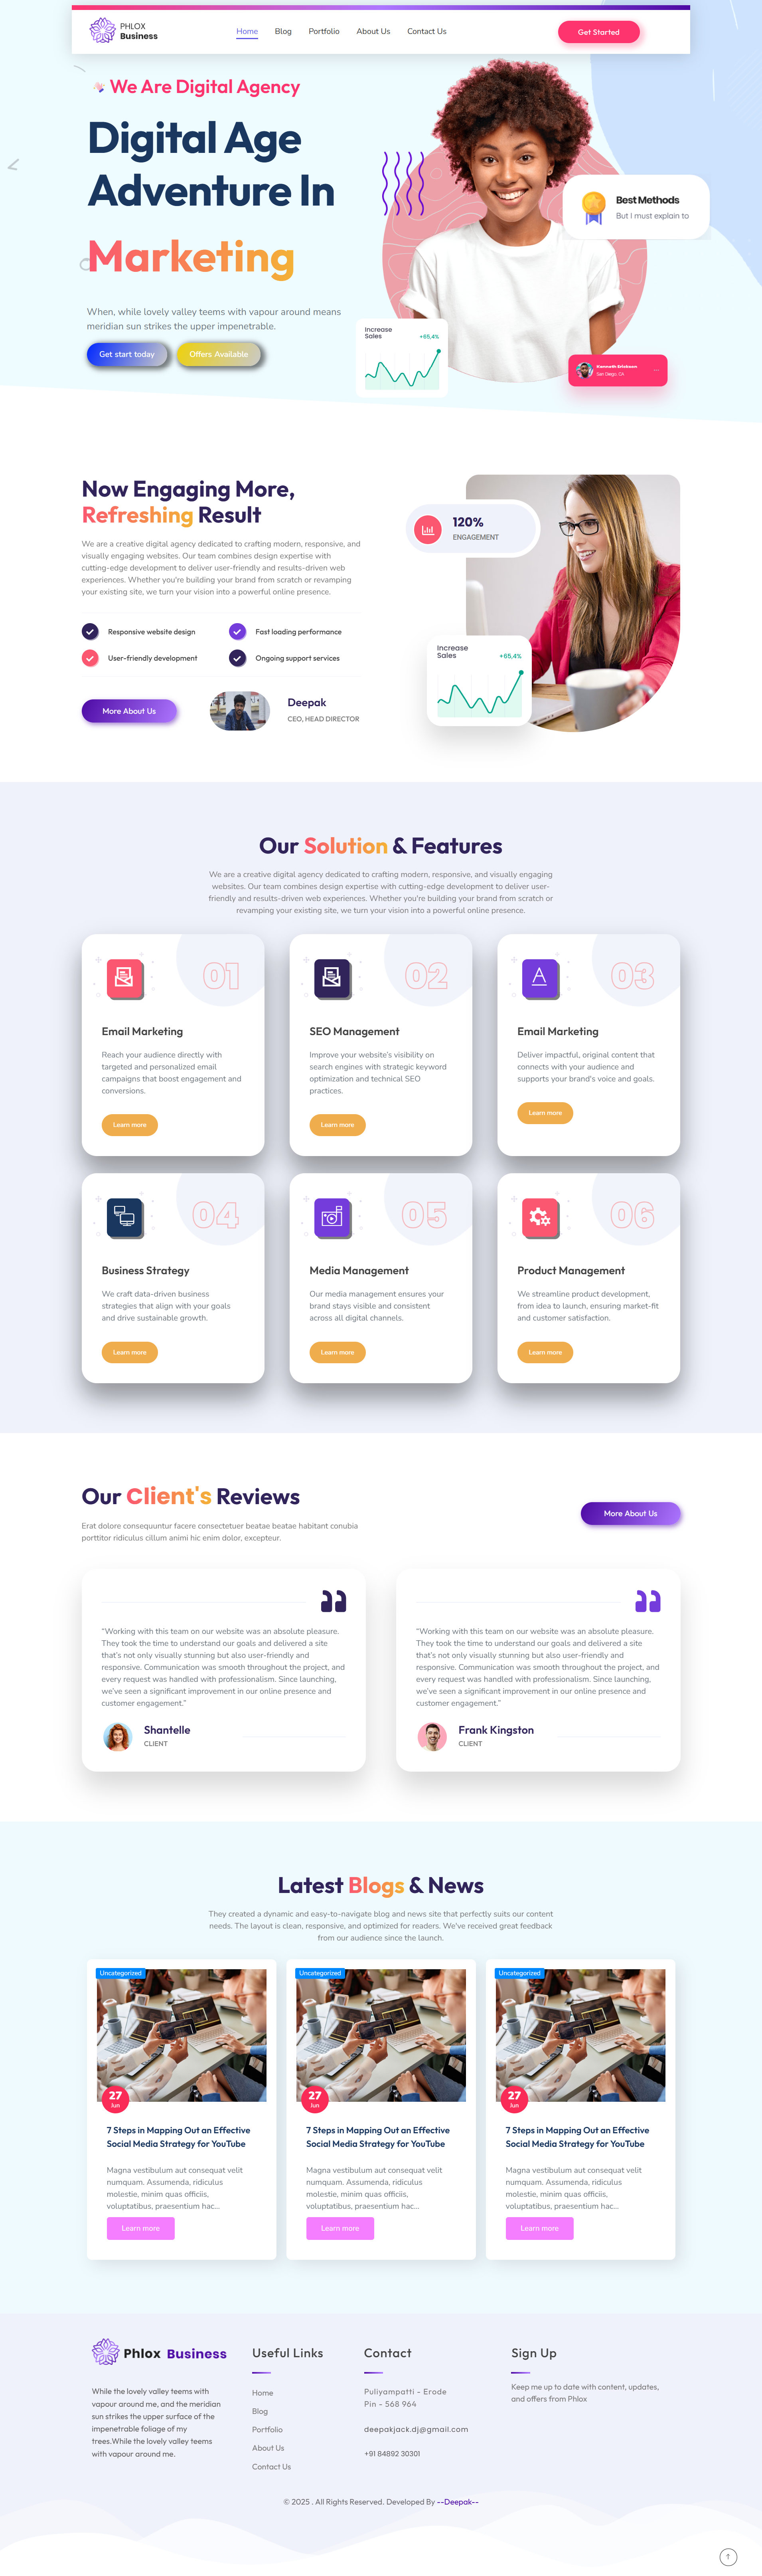 PHLOX
Business
Home
Blog
Portfolio
About Us
Contact Us
Get Started
We Are Digital Agency
Digital Age
Adventure In
Marketing
When, while lovely valley teems with vapour around means
meridian sun strikes the upper impenetrable.
Get start today
Offers Available
Best Methods
But I must explain to
Increase
Sales
+65,4%
Kenneth Erickson
San Diego, CA
Now Engaging More,
Refreshing Result
We are a creative digital agency dedicated to crafting modern, responsive, and
visually engaging websites. Our team combines design expertise with
cutting-edge development to deliver user-friendly and results-driven web
experiences. Whether you're building your brand from scratch or revamping
your existing site, we turn your vision into a powerful online presence.
Responsive website design
Fast loading performance
User-friendly development
Ongoing support services
More About Us
Deepak
CEO, HEAD DIRECTOR
120%
ENGAGEMENT
Increase
Sales
+65,4%
Our Solution & Features
We are a creative digital agency dedicated to crafting modern, responsive, and visually engaging
websites. Our team combines design expertise with cutting-edge development to deliver user-
friendly and results-driven web experiences. Whether you're building your brand from scratch or
revamping your existing site, we turn your vision into a powerful online presence.
01
Email Marketing
Reach your audience directly with
targeted and personalized email
campaigns that boost engagement and
conversions.
Learn more
02
SEO Management
Improve your website's visibility on
search engines with strategic keyword
optimization and technical SEO
practices.
Learn more
03
Email Marketing
Deliver impactful, original content that
connects with your audience and
supports your brand's voice and goals.
Learn more
04
Business Strategy
We craft data-driven business
strategies that align with your goals
and drive sustainable growth.
Learn more
05
Media Management
Our media management ensures your
brand stays visible and consistent
across all digital channels.
Learn more
06
Product Management
We streamline product development,
from idea to launch, ensuring market-fit
and customer satisfaction.
Learn more
Our Client's Reviews
Erat dolore consequuntur facere consectetuer beatae beatae habitant conubia
porttitor ridiculus cillum animi hic enim dolor, excepteur.
More About Us
"Working with this team on our website was an absolute pleasure.
They took the time to understand our goals and delivered a site
that's not only visually stunning but also user-friendly and
responsive. Communication was smooth throughout the project, and
every request was handled with professionalism. Since launching,
we've seen a significant improvement in our online presence and
customer engagement."
Shantelle
CLIENT
"Working with this team on our website was an absolute pleasure.
They took the time to understand our goals and delivered a site
that's not only visually stunning but also user-friendly and
responsive. Communication was smooth throughout the project, and
every request was handled with professionalism. Since launching,
we've seen a significant improvement in our online presence and
customer engagement."
Frank Kingston
CLIENT
Latest Blogs & News
They created a dynamic and easy-to-navigate blog and news site that perfectly suits our content
needs. The layout is clean, responsive, and optimized for readers. We've received great feedback
from our audience since the launch.
Uncategorized
27
Jun
7 Steps in Mapping Out an Effective
Social Media Strategy for YouTube
Magna vestibulum aut consequat velit
numquam. Assumenda, ridiculus
molestie, minim quas officiis,
voluptatibus, praesentium hac...
Learn more
Uncategorized
27
Jun
7 Steps in Mapping Out an Effective
Social Media Strategy for YouTube
Magna vestibulum aut consequat velit
numquam. Assumenda, ridiculus
molestie, minim quas officiis,
voluptatibus, praesentium hac...
Learn more
Uncategorized
27
Jun
7 Steps in Mapping Out an Effective
Social Media Strategy for YouTube
Magna vestibulum aut consequat velit
numquam. Assumenda, ridiculus
molestie, minim quas officiis,
voluptatibus, praesentium hac...
Learn more
Phlox Business
While the lovely valley teems with
vapour around me, and the meridian
sun strikes the upper surface of the
impenetrable foliage of my
trees.While the lovely valley teems
with vapour around me.
Useful Links
Home
Blog
Portfolio
About Us
Contact Us
Contact
Puliyampatti - Erode
Pin - 568 964
deepakjack.dj@gmail.com
+91 84892 30301
Sign Up
Keep me up to date with content, updates,
and offers from Phlox
© 2025 . All Rights Reserved. Developed By --Deepak--